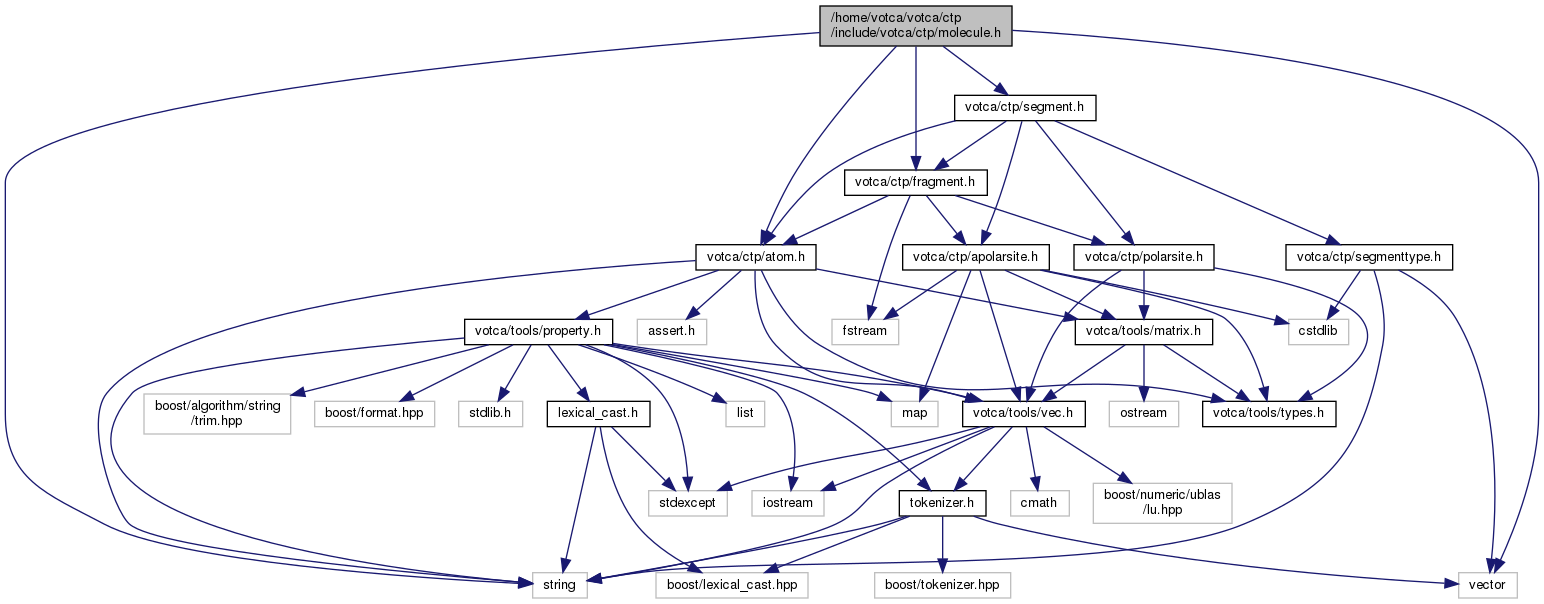 /home/votca/votca/ctp
/include/votca/ctp/molecule.h
votca/ctp/segment.h
votca/ctp/fragment.h
votca/ctp/atom.h
votca/ctp/apolarsite.h
votca/ctp/polarsite.h
votca/ctp/segmenttype.h
votca/tools/property.h
assert.h
fstream
votca/tools/matrix.h
cstdlib
boost/algorithm/string
/trim.hpp
boost/format.hpp
stdlib.h
lexical_cast.h
list
map
votca/tools/vec.h
ostream
votca/tools/types.h
stdexcept
iostream
tokenizer.h
cmath
boost/numeric/ublas
/lu.hpp
string
boost/lexical_cast.hpp
boost/tokenizer.hpp
vector